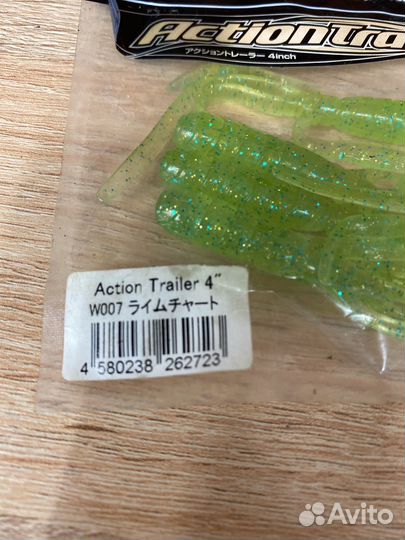 ActionTra
アクショントレーラー 4inch
Action Trailer 4”
W007 ライムチャート
4 580238 262723
Avito